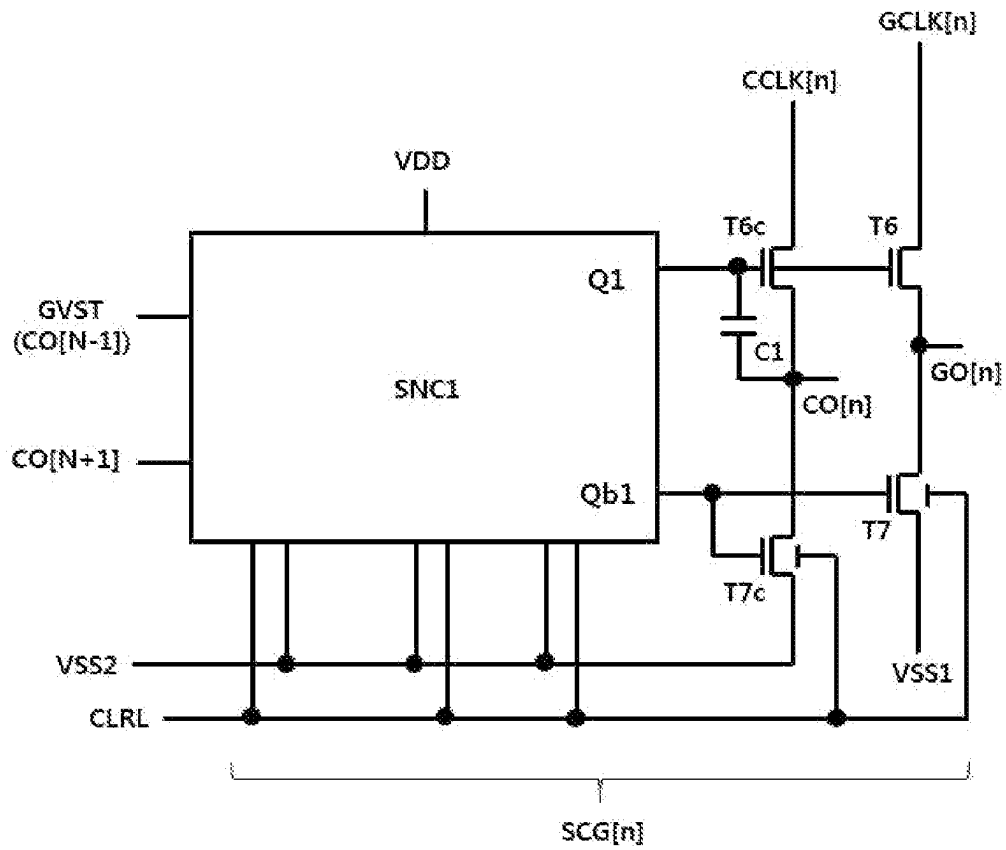 GCLK[n]
CCLK[n]
VDD
T6c
T6
Q1
GVST
(CO[N-1])
C1
GO[n]
SNC1
CO[n]
CO[N+1]
Qb1
T7
T7c
VSS2
VSS1
CLRL
SCG[n]